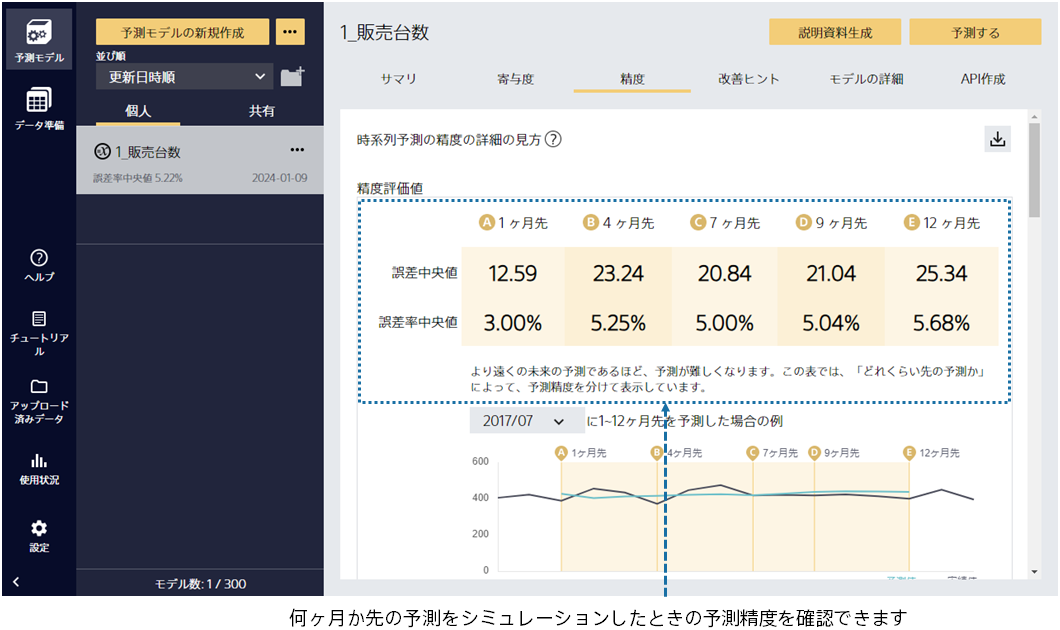 予測モデル
データ準備
ヘルプ
チュートリア
ル
アップロード
済みデータ
使用状況
設定
予測モデルの新規作成
並び順
更新日時順
個人 共有
1_販売台数
誤差率中央値 5.22% 2024-01-09
モデル数: 1 / 300
1_販売台数
説明資料生成 予測する
サマリ 寄与度 精度 改善ヒント モデルの詳細 API作成
時系列予測の精度の詳細の見方 ?
精度評価値
A 1 ヶ月先 B 4 ヶ月先 C 7 ヶ月先 D 9 ヶ月先 E 12 ヶ月先
誤差中央値 12.59 23.24 20.84 21.04 25.34
誤差率中央値 3.00% 5.25% 5.00% 5.04% 5.68%
より遠くの未来の予測であるほど、予測が難しくなります。この表では、「どれくらい先の予測か」
によって、予測精度を分けて表示しています。
2017/07 に1~12ヶ月先を予測した場合の例
A 1ヶ月先 B 4ヶ月先 C 7ヶ月先 D 9ヶ月先 E 12ヶ月先
600
400
200
0
何ヶ月か先の予測をシミュレーションしたときの予測精度を確認できます